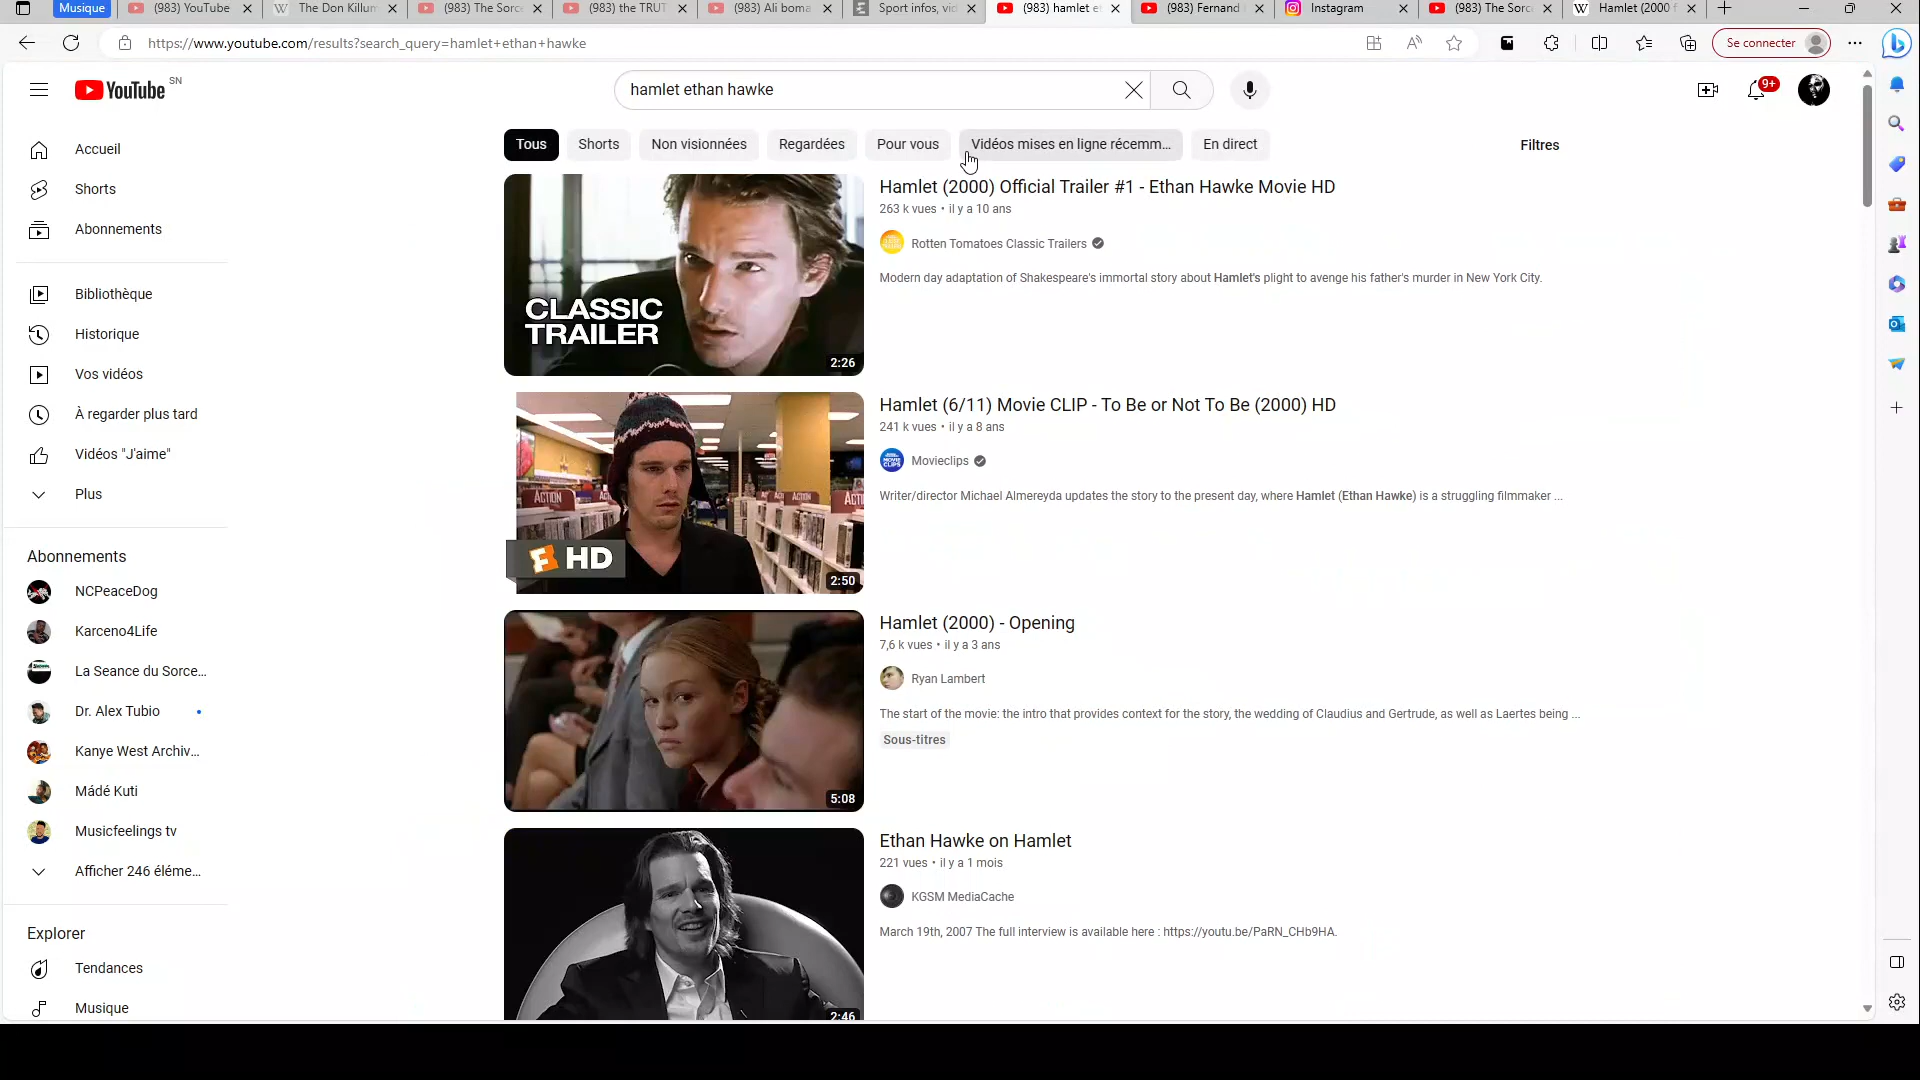 Musique
(983) YouTube
The Don Killum
(983) The Sorce
(983) the TRUT
(983) Ali boma
Sport infos, vid
(983) hamlet e
(983) Fernand
Instagram
(983) The Sorc
Hamlet (2000 f
https://www.youtube.com/results?search_query=hamlet+ethan+hawke
Se connecter
YouTube SN
hamlet ethan hawke
9+
Tous
Shorts
Non visionnées
Regardées
Pour vous
Vidéos mises en ligne récemm...
En direct
Filtres
Accueil
Shorts
Abonnements
Bibliothèque
Historique
Vos vidéos
À regarder plus tard
Vidéos "J'aime"
Plus
Abonnements
NCPeaceDog
Karceno4Life
La Seance du Sorce...
Dr. Alex Tubio
Kanye West Archiv...
Mádé Kuti
Musicfeelings tv
Afficher 246 éléme...
Explorer
Tendances
Musique
CLASSIC
TRAILER
2:26
Hamlet (2000) Official Trailer #1 - Ethan Hawke Movie HD
263 k vues • il y a 10 ans
Rotten Tomatoes Classic Trailers
Modern day adaptation of Shakespeare's immortal story about Hamlet's plight to avenge his father's murder in New York City.
ACTION
ACTION
HD
2:50
Hamlet (6/11) Movie CLIP - To Be or Not To Be (2000) HD
241 k vues • il y a 8 ans
Movieclips
Writer/director Michael Almereyda updates the story to the present day, where Hamlet (Ethan Hawke) is a struggling filmmaker ...
5:08
Hamlet (2000) - Opening
7,6 k vues • il y a 3 ans
Ryan Lambert
The start of the movie: the intro that provides context for the story, the wedding of Claudius and Gertrude, as well as Laertes being ...
Sous-titres
2:46
Ethan Hawke on Hamlet
221 vues • il y a 1 mois
KGSM MediaCache
March 19th, 2007 The full interview is available here : https://youtu.be/PaRN_CHb9HA.